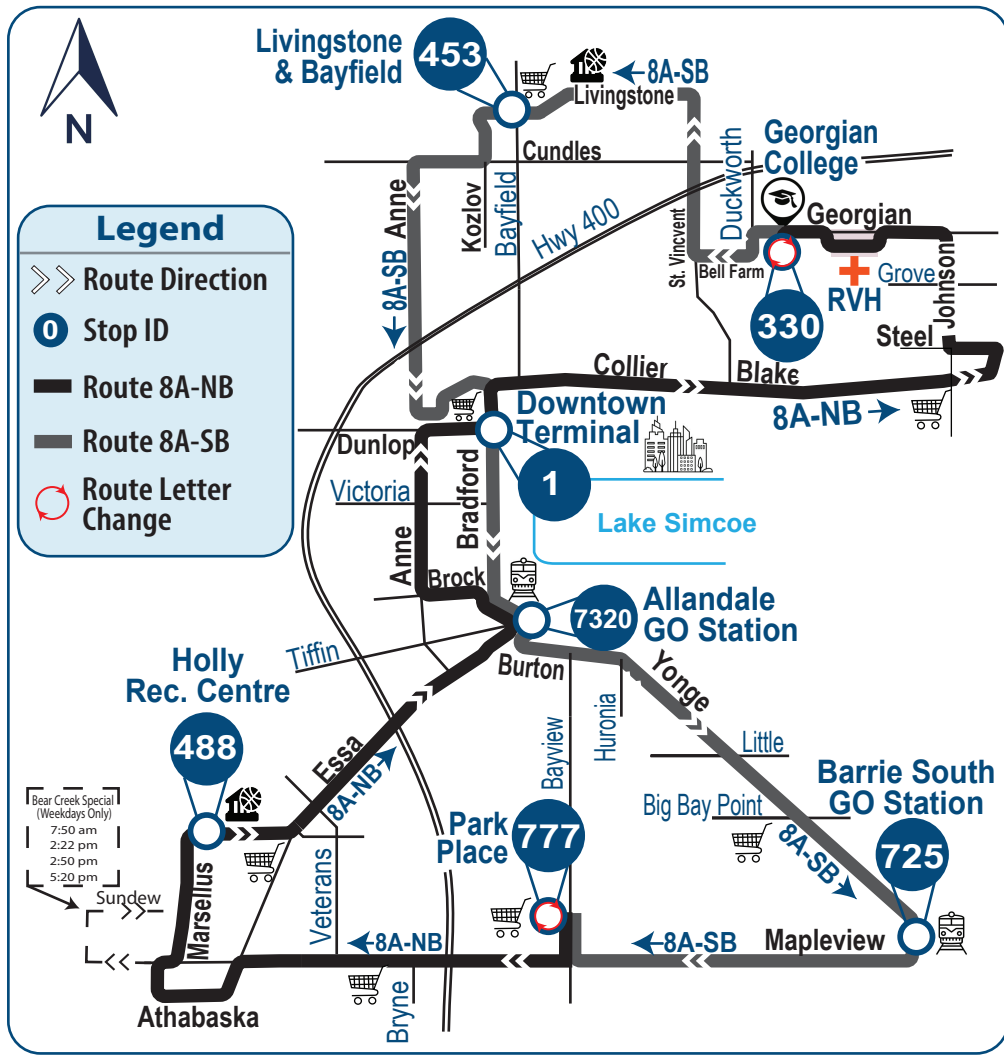 Livingstone
& Bayfield
453
8A-SB
Livingstone
N
Cundles
Georgian
College
Anne
Kozlov
Bayfield
Hwy 400
St. Vincvent
Duckworth
Georgian
Bell Farm
RVH
Grove
Johnson
330
Steel
8A-SB
Legend
Route Direction
0
Stop ID
Route 8A-NB
Route 8A-SB
Route Letter
Change
Collier
Blake
8A-NB
Downtown
Terminal
Dunlop
1
Victoria
Bradford
Lake Simcoe
Anne
Brock
7320
Allandale
GO Station
Tiffin
Burton
Yonge
Holly
Rec. Centre
488
Essa
8A-NB
Bayview
Huronia
Little
Big Bay Point
8A-SB
Barrie South
GO Station
725
Park
Place
777
Bear Creek Special
(Weekdays Only)
7:50 am
2:22 pm
2:50 pm
5:20 pm
Sundew
Marsellus
Veterans
8A-NB
8A-SB
Mapleview
Athabaska
Bryne